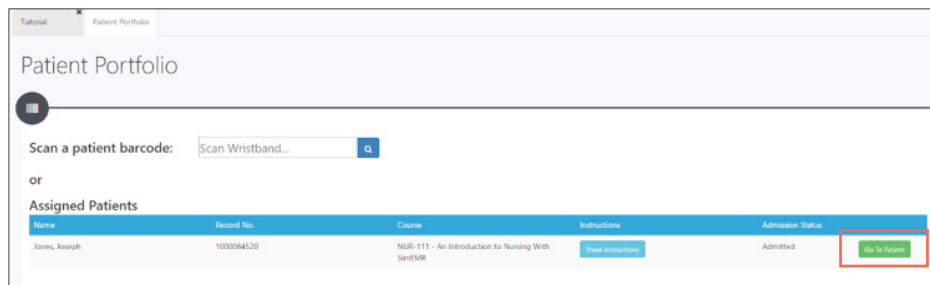 Tutorial × Patient Portfolio
Patient Portfolio
Scan a patient barcode: Scan Wristband...
or
Assigned Patients
Name Record No. Course Instructions Admission Status
Jones, Joseph 1000084520 NUR-111 - An Introduction to Nursing With Show Instructions Admitted Go To Patient
SimEMR